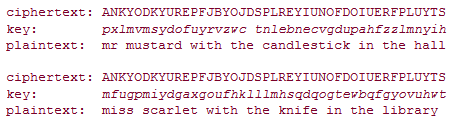 ciphertext: ANKYODKYUREPFJBYOJDSPLREYIUNOFDOIUERFPLUYTS
key: pxlmvmsydofuyrvzwc tnlebnecvgdupahfzzlmnyih
plaintext: mr mustard with the candlestick in the hall
ciphertext: ANKYODKYUREPFJBYOJDSPLREYIUNOFDOIUERFPLUYTS
key: mfugpmiydgaxgoufhklllmhsqdqogtewbqfgyovuhwt
plaintext: miss scarlet with the knife in the library